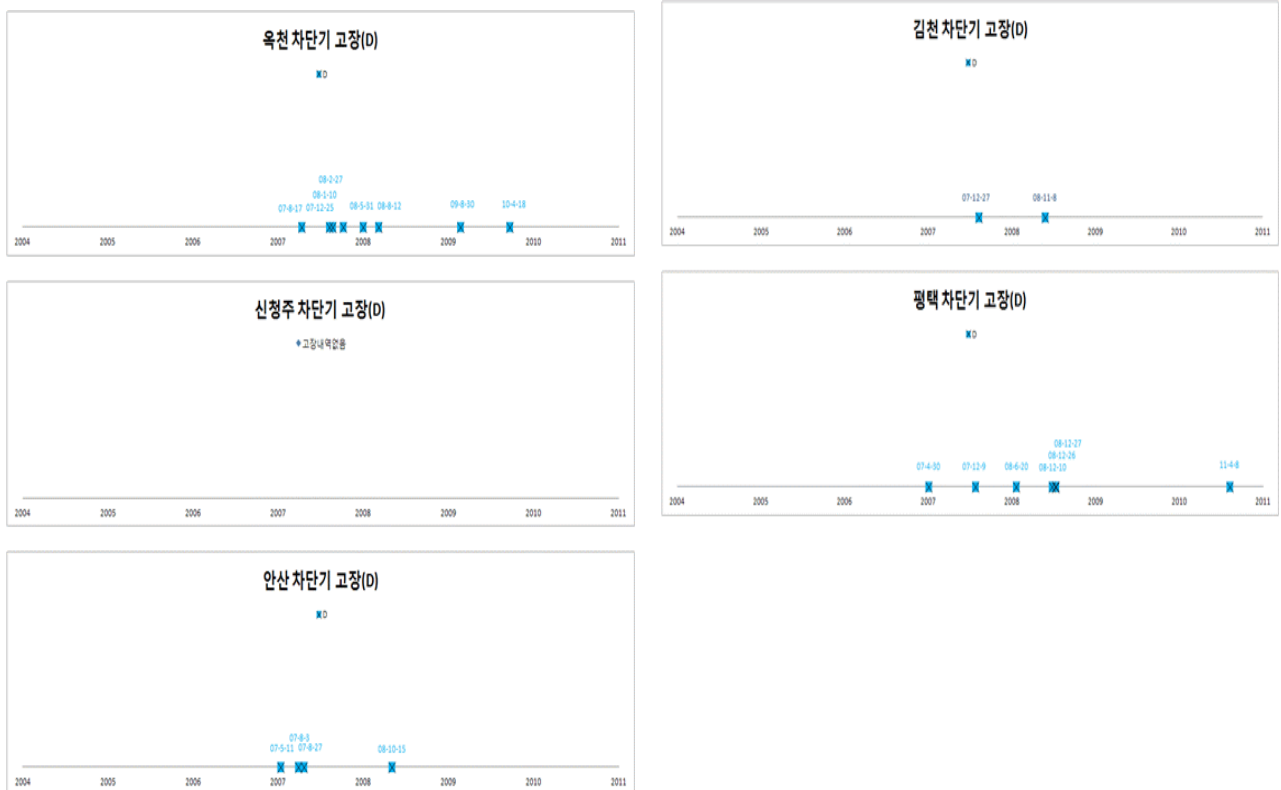 옥천 차단기 고장(D)
D
08-2-27
08-1-10
07-8-17 07-12-25 08-5-31 08-8-12 09-8-30 10-4-18
2004 2005 2006 2007 2008 2009 2010 2011
김천 차단기 고장(D)
D
07-12-27 08-11-8
2004 2005 2006 2007 2008 2009 2010 2011
신청주 차단기 고장(D)
고장내역없음
2004 2005 2006 2007 2008 2009 2010 2011
평택 차단기 고장(D)
D
08-12-27
08-12-26
07-4-30 07-12-9 08-6-20 08-12-10 11-4-8
2004 2005 2006 2007 2008 2009 2010 2011
안산 차단기 고장(D)
D
07-8-3
07-5-11 07-8-27 08-10-15
2004 2005 2006 2007 2008 2009 2010 2011